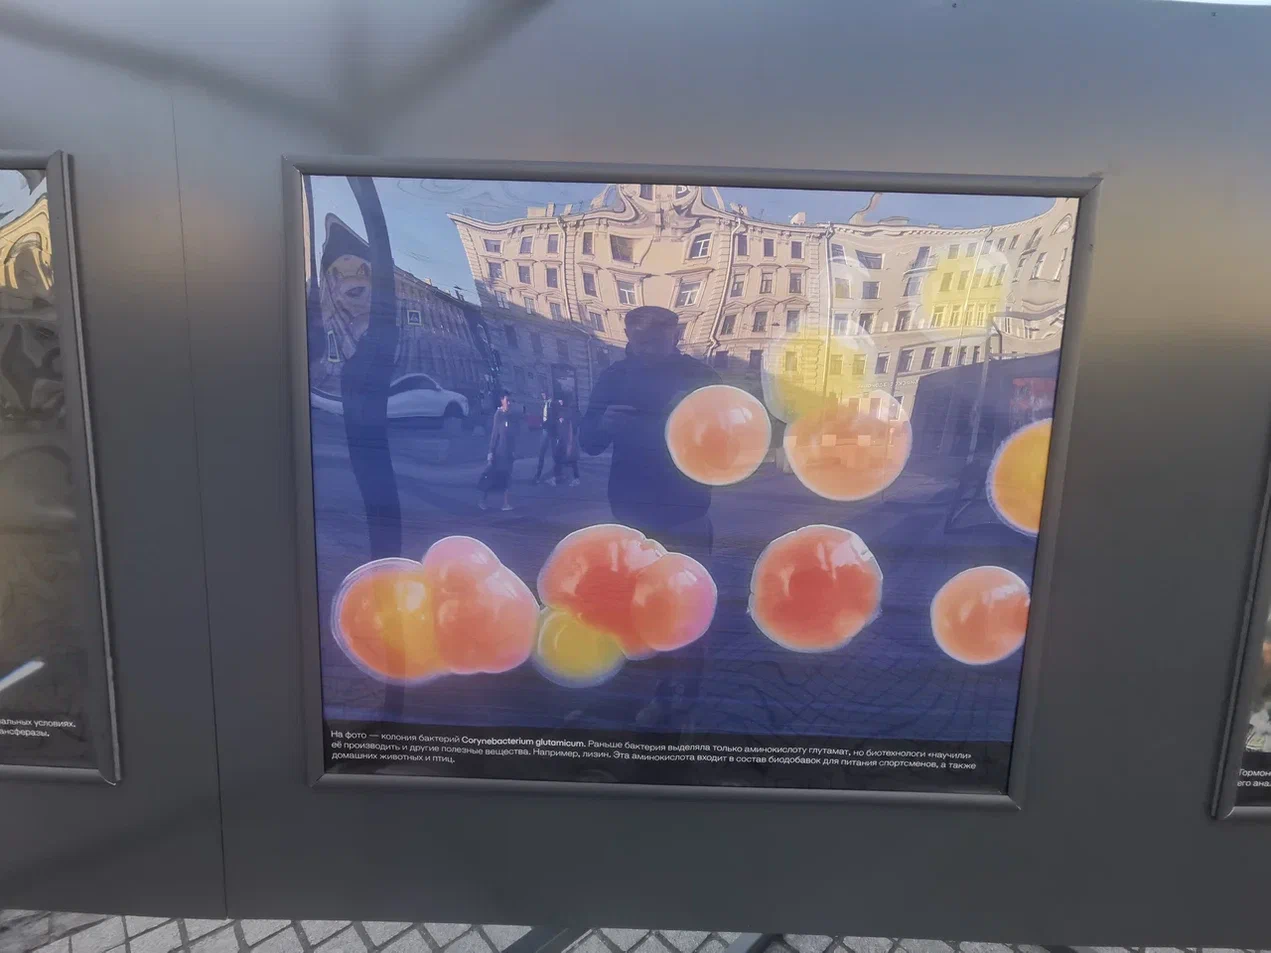 альных условиях.
ансферазы.
На фото — колония бактерий Corynebacterium glutamicum. Раньше бактерия выделяла только аминокислоту глутамат, но биотехнологи «научили»
её производить и другие полезные вещества. Например, лизин. Эта аминокислота входит в состав биодобавок для питания спортсменов, а также
домашних животных и птиц.
Гормон
его ана